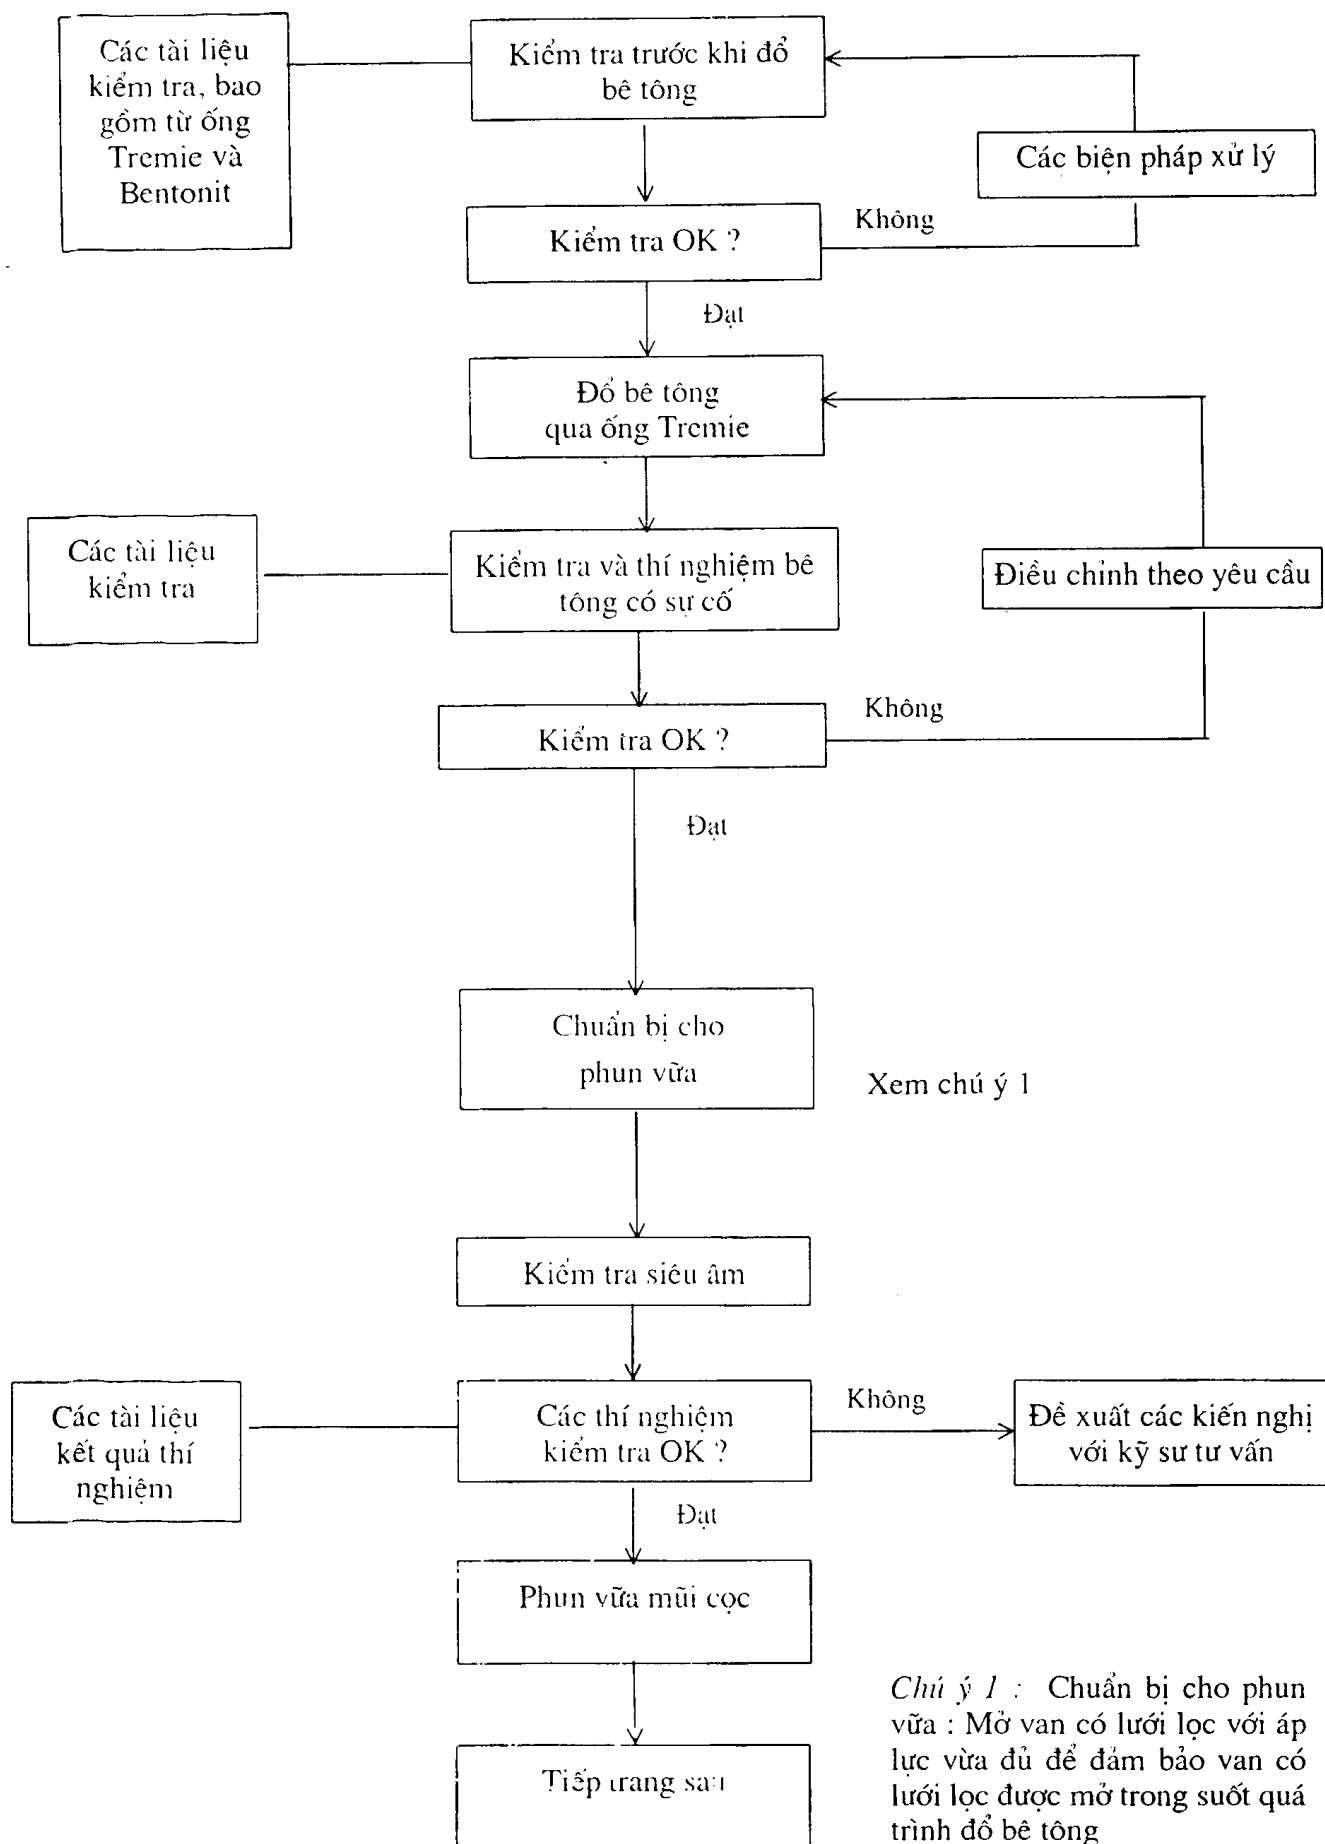 Các tài liệu
kiểm tra, bao
gồm từ ống
Tremie và
Bentonit
Kiểm tra trước khi đổ
bê tông
Các biện pháp xử lý
Kiểm tra OK ?
Không
Đạt
Đổ bê tông
qua ống Tremie
Các tài liệu
kiểm tra
Kiểm tra và thí nghiệm bê
tông có sự cố
Điều chỉnh theo yêu cầu
Kiểm tra OK ?
Không
Đạt
Chuẩn bị cho
phun vữa
Xem chú ý 1
Kiểm tra siêu âm
Các tài liệu
kết quả thí
nghiệm
Các thí nghiệm
kiểm tra OK ?
Không
Đề xuất các kiến nghị
với kỹ sư tư vấn
Đạt
Phun vữa mũi cọc
Tiếp trang sau
Chú ý 1 : Chuẩn bị cho phun
vữa : Mở van có lưới lọc với áp
lực vừa đủ để đảm bảo van có
lưới lọc được mở trong suốt quá
trình đổ bê tông